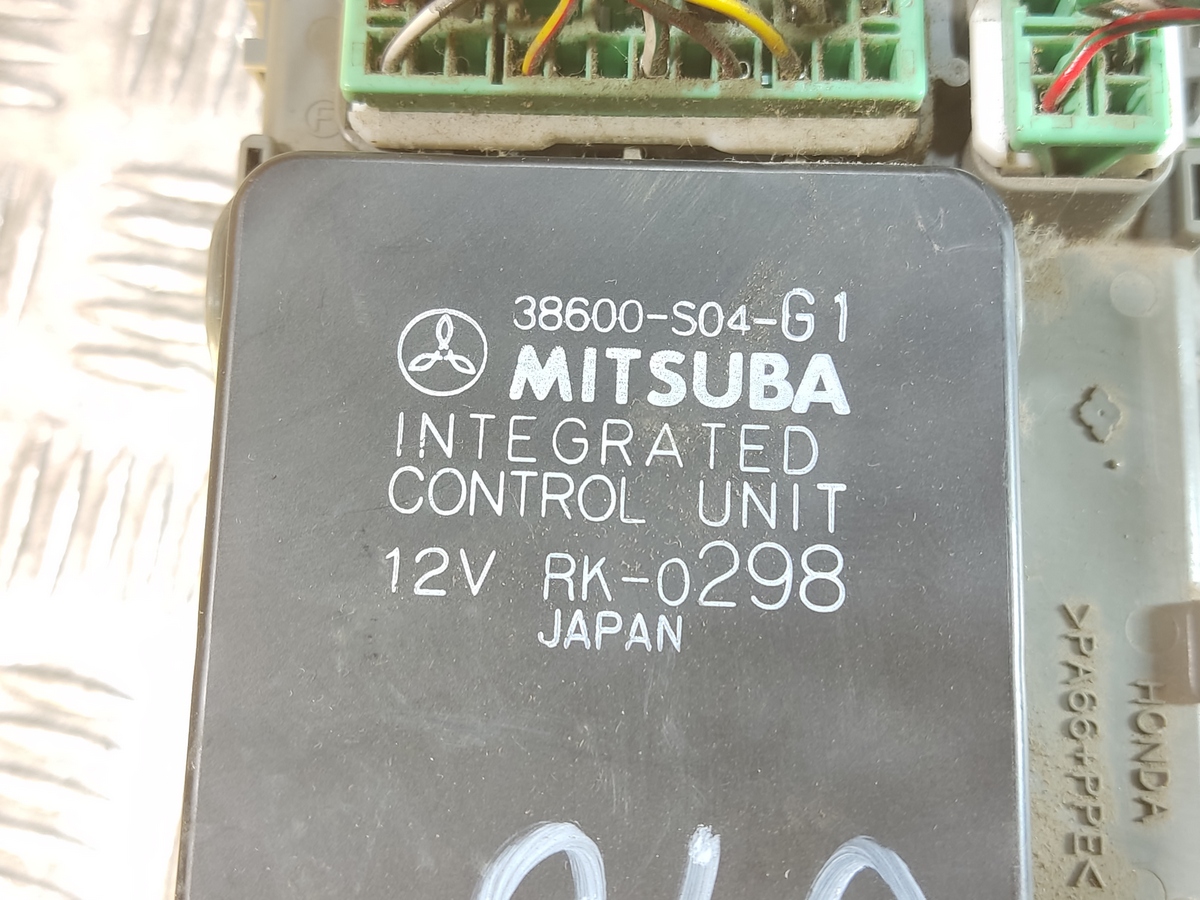 F
38600-S04-G1
MITSUBA
INTEGRATED
CONTROL UNIT
12V RK-0298
JAPAN
>PA66+PPE<
HONDA